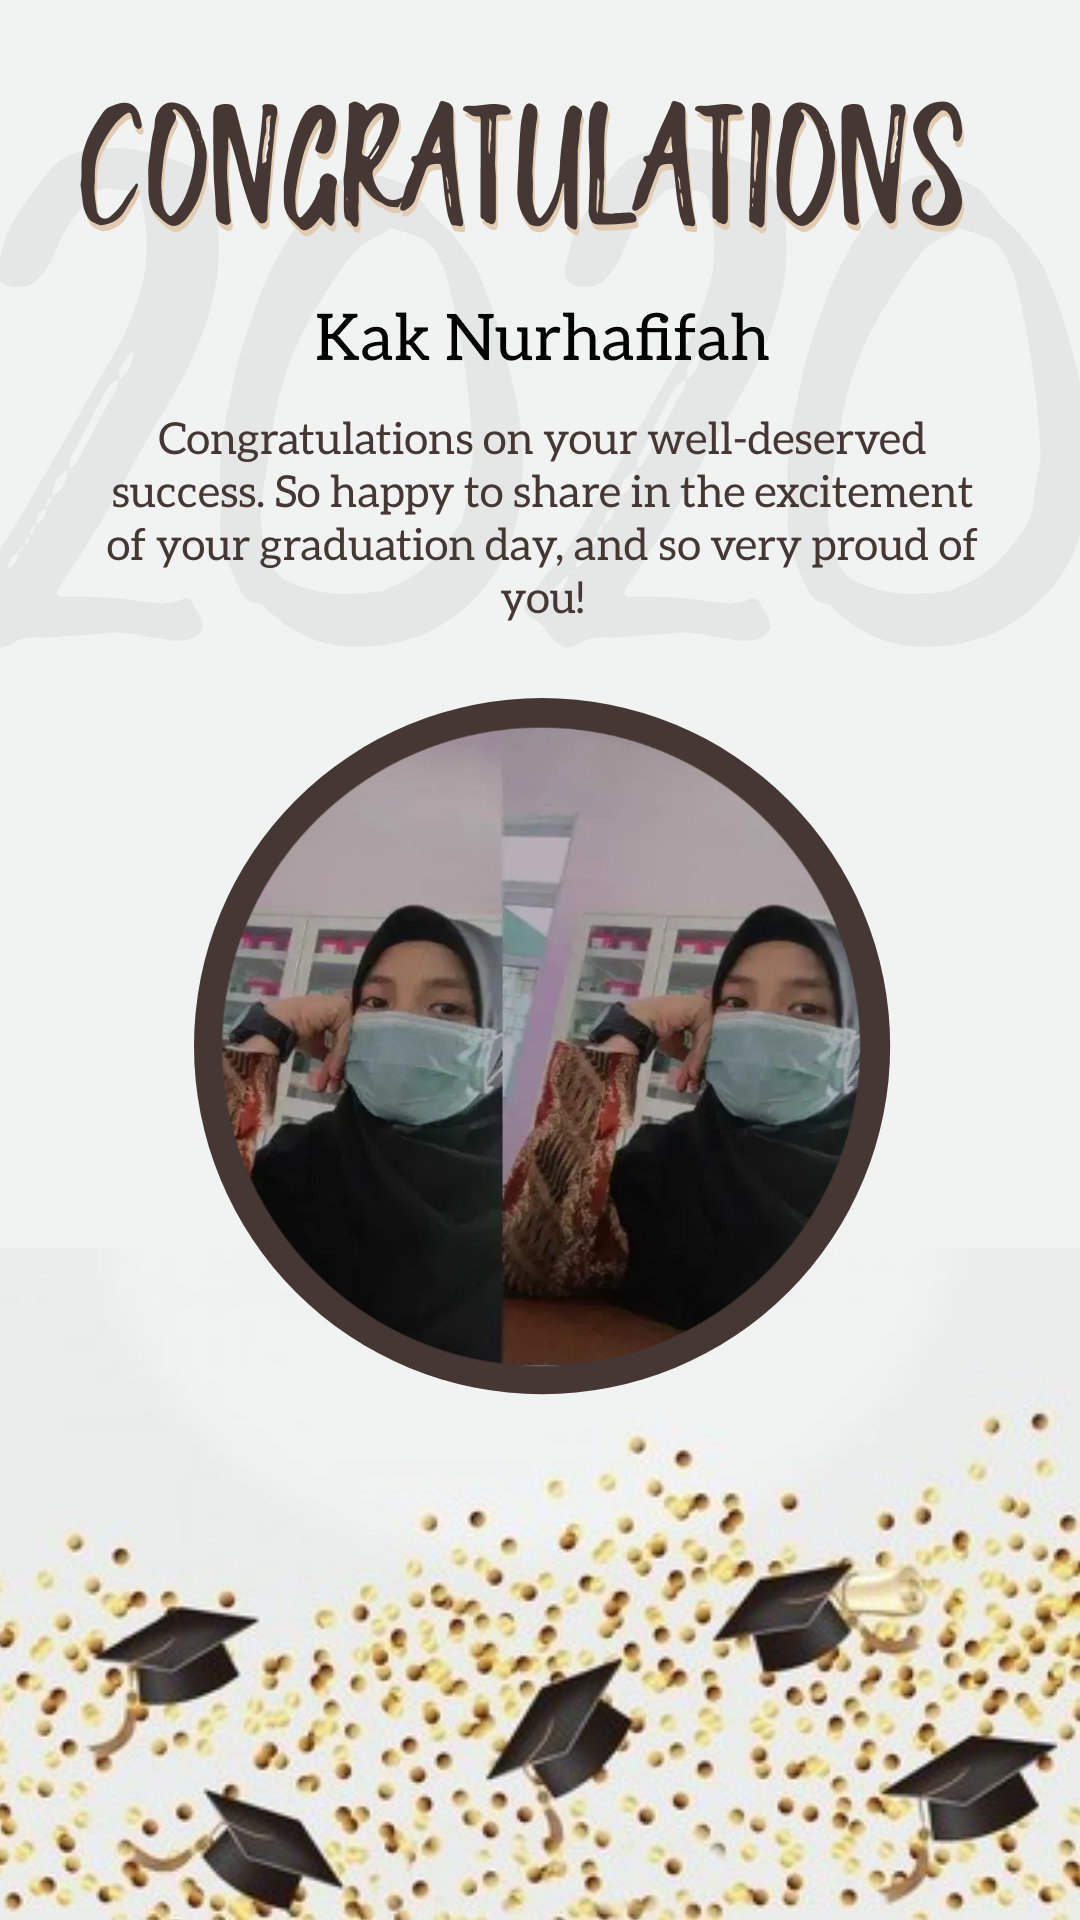 2020
CONGRATULATIONS
Kak Nurhafifah
Congratulations on your well-deserved
success. So happy to share in the excitement
of your graduation day, and so very proud of
you!